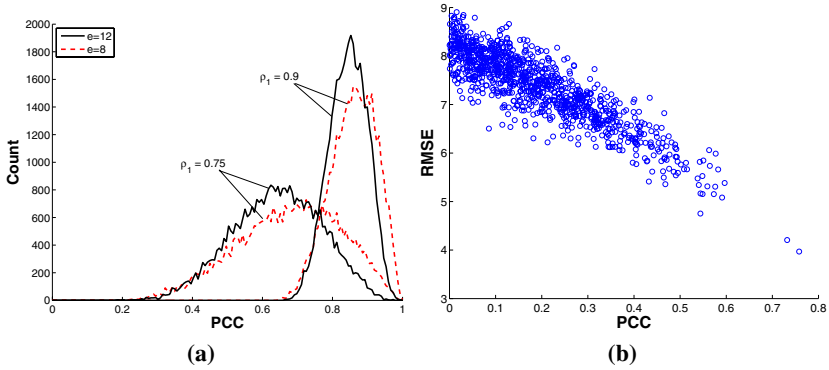 2000
1800
1600
1400
1200
1000
800
600
400
200
0
Count
e=12
e=8
ρ1 = 0.9
ρ1 = 0.75
0 0.2 0.4 0.6 0.8 1
PCC
(a)
9
8
7
6
5
4
3
RMSE
0 0.1 0.2 0.3 0.4 0.5 0.6 0.7 0.8
PCC
(b)